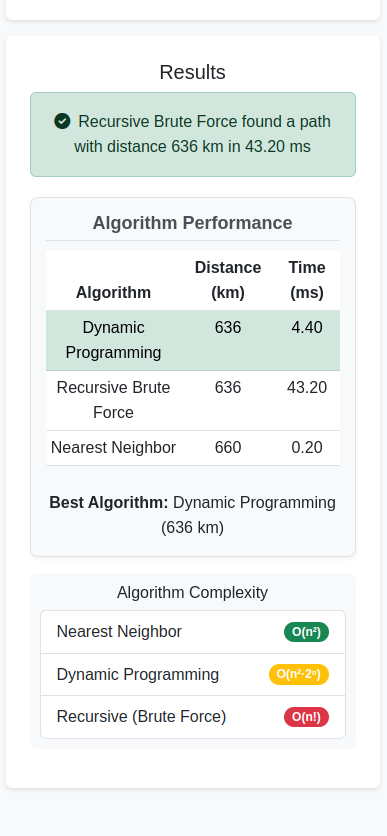 Results
Recursive Brute Force found a path
with distance 636 km in 43.20 ms
Algorithm Performance
Algorithm Distance (km) Time (ms)
Dynamic Programming 636 4.40
Recursive Brute Force 636 43.20
Nearest Neighbor 660 0.20
Best Algorithm: Dynamic Programming
(636 km)
Algorithm Complexity
Nearest Neighbor O(n²)
Dynamic Programming O(n²·2ⁿ)
Recursive (Brute Force) O(n!)